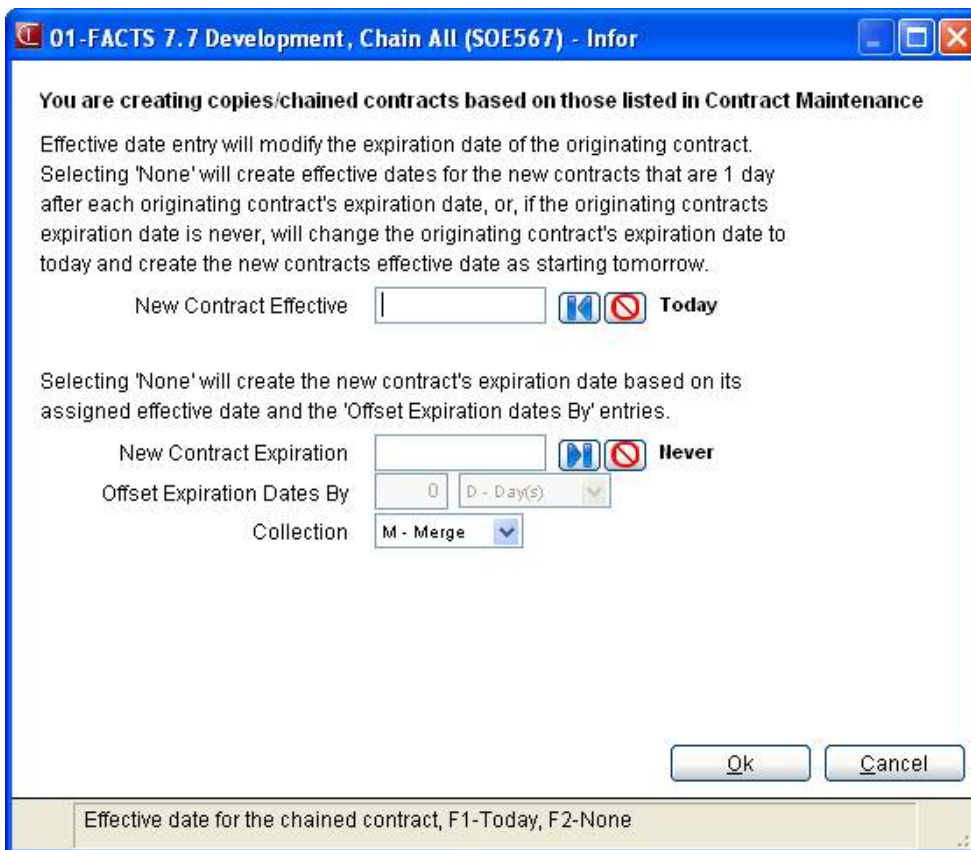 01-FACTS 7.7 Development, Chain All (SOE567) - Infor
You are creating copies/chained contracts based on those listed in Contract Maintenance
Effective date entry will modify the expiration date of the originating contract.
Selecting 'None' will create effective dates for the new contracts that are 1 day
after each originating contract's expiration date, or, if the originating contracts
expiration date is never, will change the originating contract's expiration date to
today and create the new contracts effective date as starting tomorrow.
New Contract Effective Today
Selecting 'None' will create the new contract's expiration date based on its
assigned effective date and the 'Offset Expiration dates By' entries.
New Contract Expiration Never
Offset Expiration Dates By 0 D - Day(s)
Collection M - Merge
Ok Cancel
Effective date for the chained contract, F1-Today, F2-None